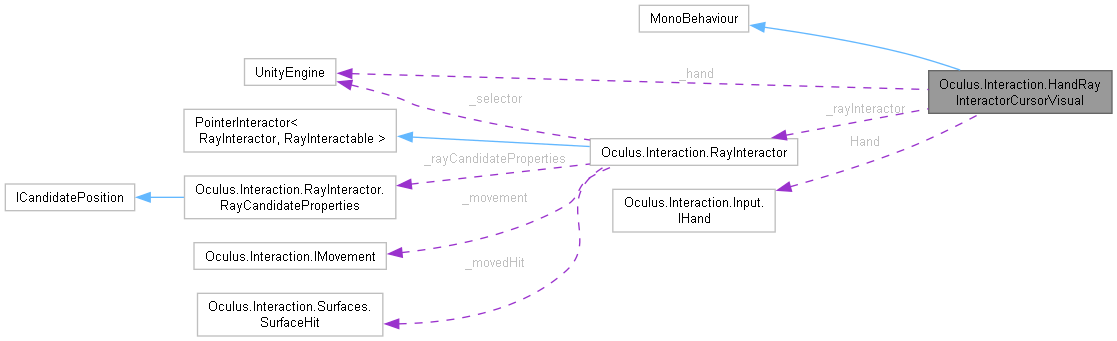 MonoBehaviour
UnityEngine
_hand
Oculus.Interaction.HandRay
InteractorCursorVisual
_selector
_rayInteractor
PointerInteractor<
RayInteractor, RayInteractable >
Hand
Oculus.Interaction.RayInteractor
_rayCandidateProperties
ICandidatePosition
Oculus.Interaction.RayInteractor.
RayCandidateProperties
_movement
Oculus.Interaction.Input.
IHand
Oculus.Interaction.IMovement
_movedHit
Oculus.Interaction.Surfaces.
SurfaceHit